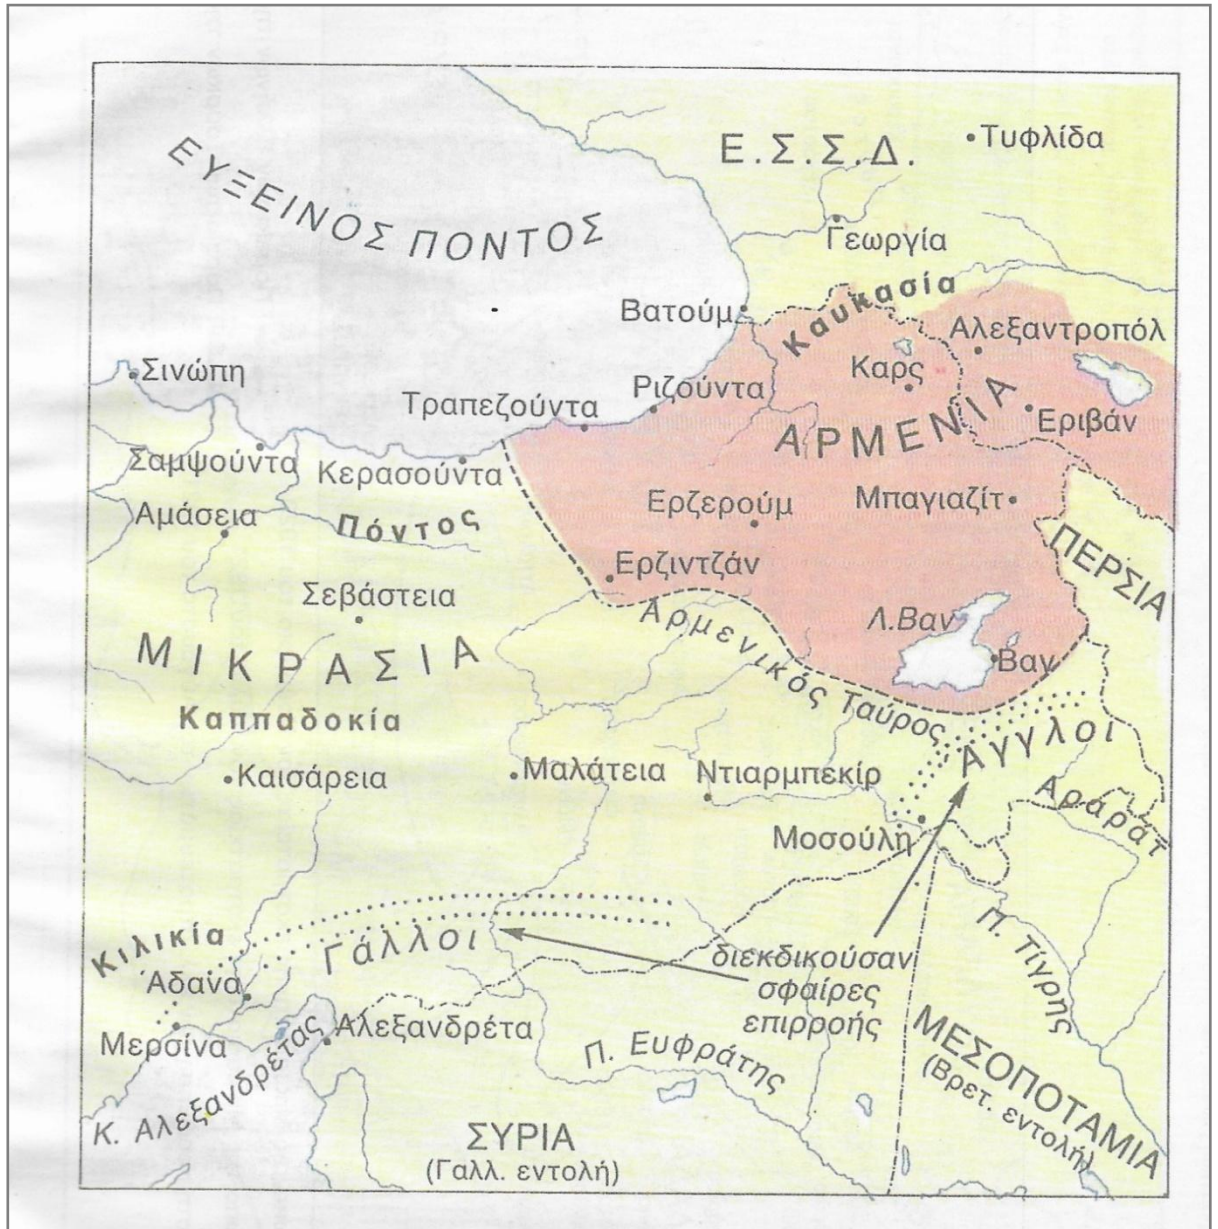 Ε.Σ.Σ.Δ.
Τυφλίδα
ΕΥΞΕΙΝΟΣ ΠΟΝΤΟΣ
Γεωργία
Καυκασία
Βατούμ
Αλεξαντροπόλ
Σινώπη
Καρς
Ριζούντα
Τραπεζούντα
ΑΡΜΕΝΙΑ
Εριβάν
Σαμψούντα
Κερασούντα
Μπαγιαζίτ
Ερζερούμ
Αμάσεια
Πόντος
ΠΕΡΣΙΑ
Ερζιντζάν
Σεβάστεια
Αρμενικός Ταύρος
Λ.Βαν
Βαν
ΜΙΚΡΑΣΙΑ
Καππαδοκία
Άγγλοι
Καισάρεια
Μαλάτεια
Ντιαρμπεκίρ
Αραράτ
Μοσούλη
Κιλικία
Γάλλοι
διεκδικούσαν
σφαίρες
επιρροής
Π. Τίγρης
Άδανα
Μερσίνα
Αλεξανδρέτα
Κ. Αλεξανδρέτας
Π. Ευφράτης
ΜΕΣΟΠΟΤΑΜΙΑ
(Βρετ. εντολή)
ΣΥΡΙΑ
(Γαλλ. εντολή)